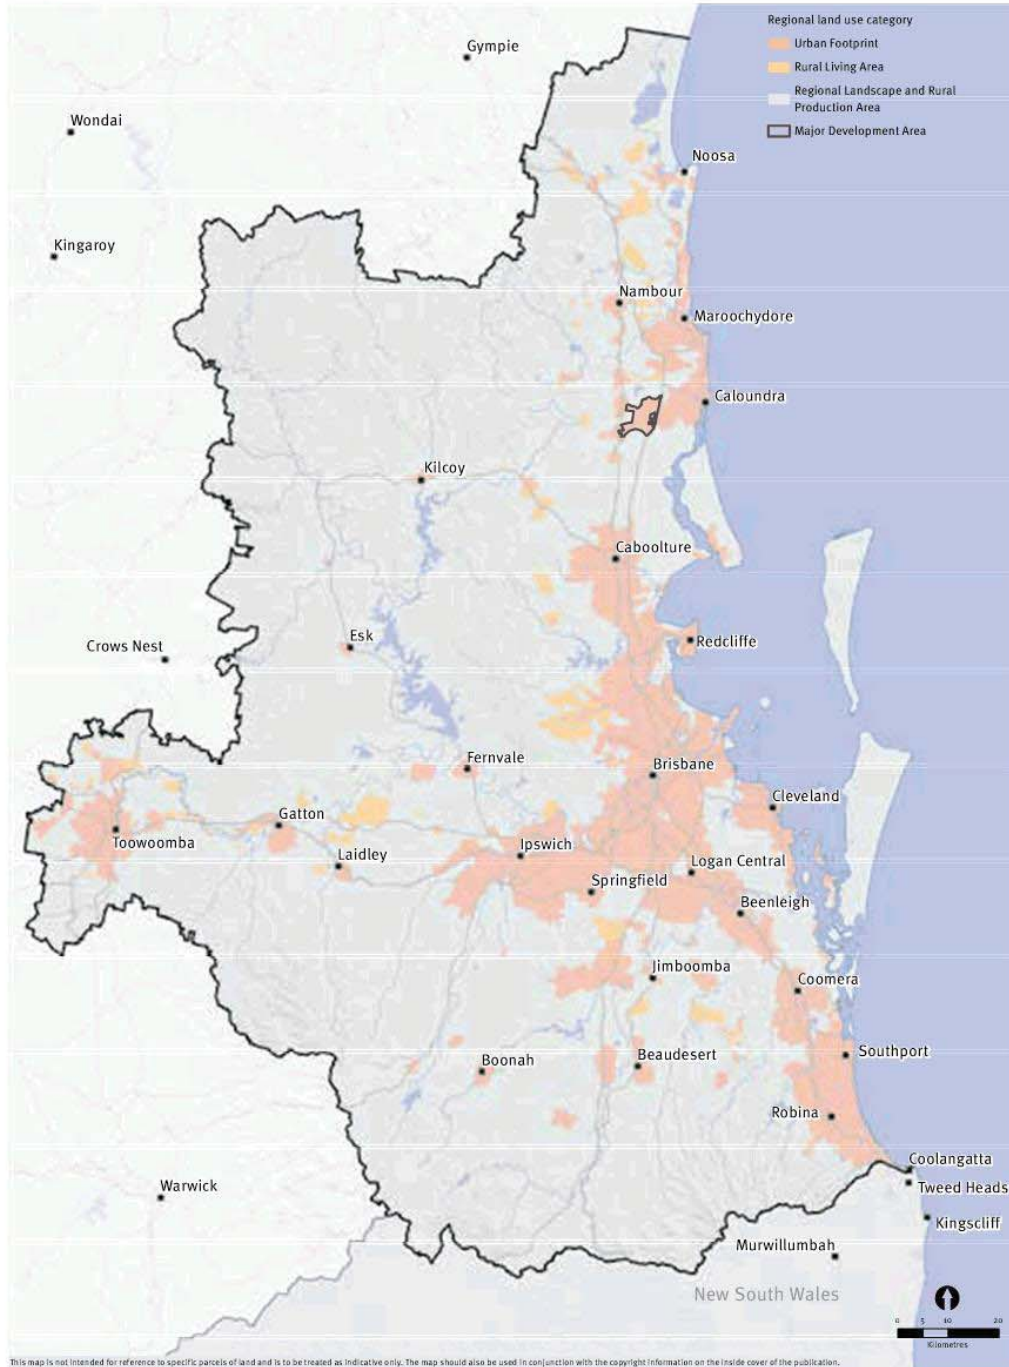 Regional land use category
Urban Footprint
Rural Living Area
Regional Landscape and Rural
Production Area
Major Development Area
Gympie
Wondai
Noosa
Kingaroy
Nambour
Maroochydore
Caloundra
Kilcoy
Caboolture
Esk
Redcliffe
Crows Nest
Fernvale
Brisbane
Cleveland
Gatton
Toowoomba
Ipswich
Laidley
Logan Central
Springfield
Beenleigh
Jimboomba
Coomera
Southport
Beaudesert
Boonah
Robina
Coolangatta
Warwick
Tweed Heads
Kingscliff
Murwillumbah
New South Wales
0 5 10 20
Kilometres
This map is not intended for reference to specific parcels of land and is to be treated as indicative only. The map should also be used in conjunction with the copyright information on the inside cover of the publication.